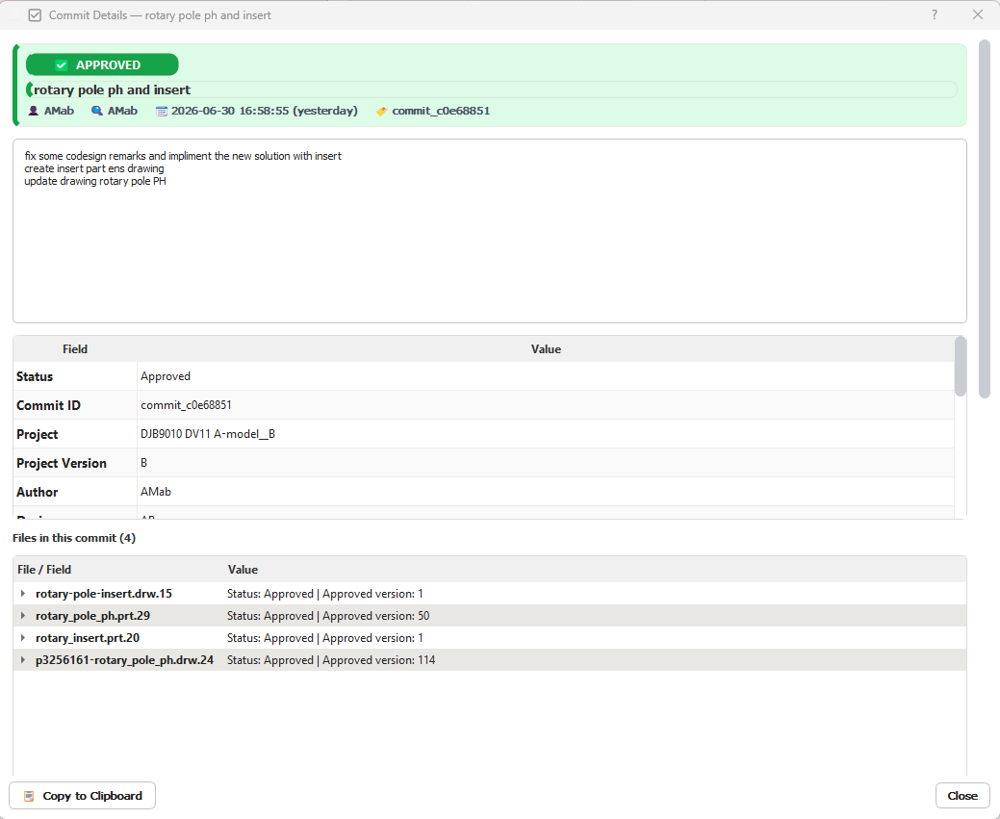 Commit Details — rotary pole ph and insert
?
APPROVED
rotary pole ph and insert
AMab AMab 2026-06-30 16:58:55 (yesterday) commit_c0e68851
fix some codesign remarks and impliment the new solution with insert
create insert part ens drawing
update drawing rotary pole PH
Field Value
Status Approved
Commit ID commit_c0e68851
Project DJB9010 DV11 A-model__B
Project Version B
Author AMab
Files in this commit (4)
File / Field Value
rotary-pole-insert.drw.15 Status: Approved | Approved version: 1
rotary_pole_ph.prt.29 Status: Approved | Approved version: 50
rotary_insert.prt.20 Status: Approved | Approved version: 1
p3256161-rotary_pole_ph.drw.24 Status: Approved | Approved version: 114
Copy to Clipboard Close